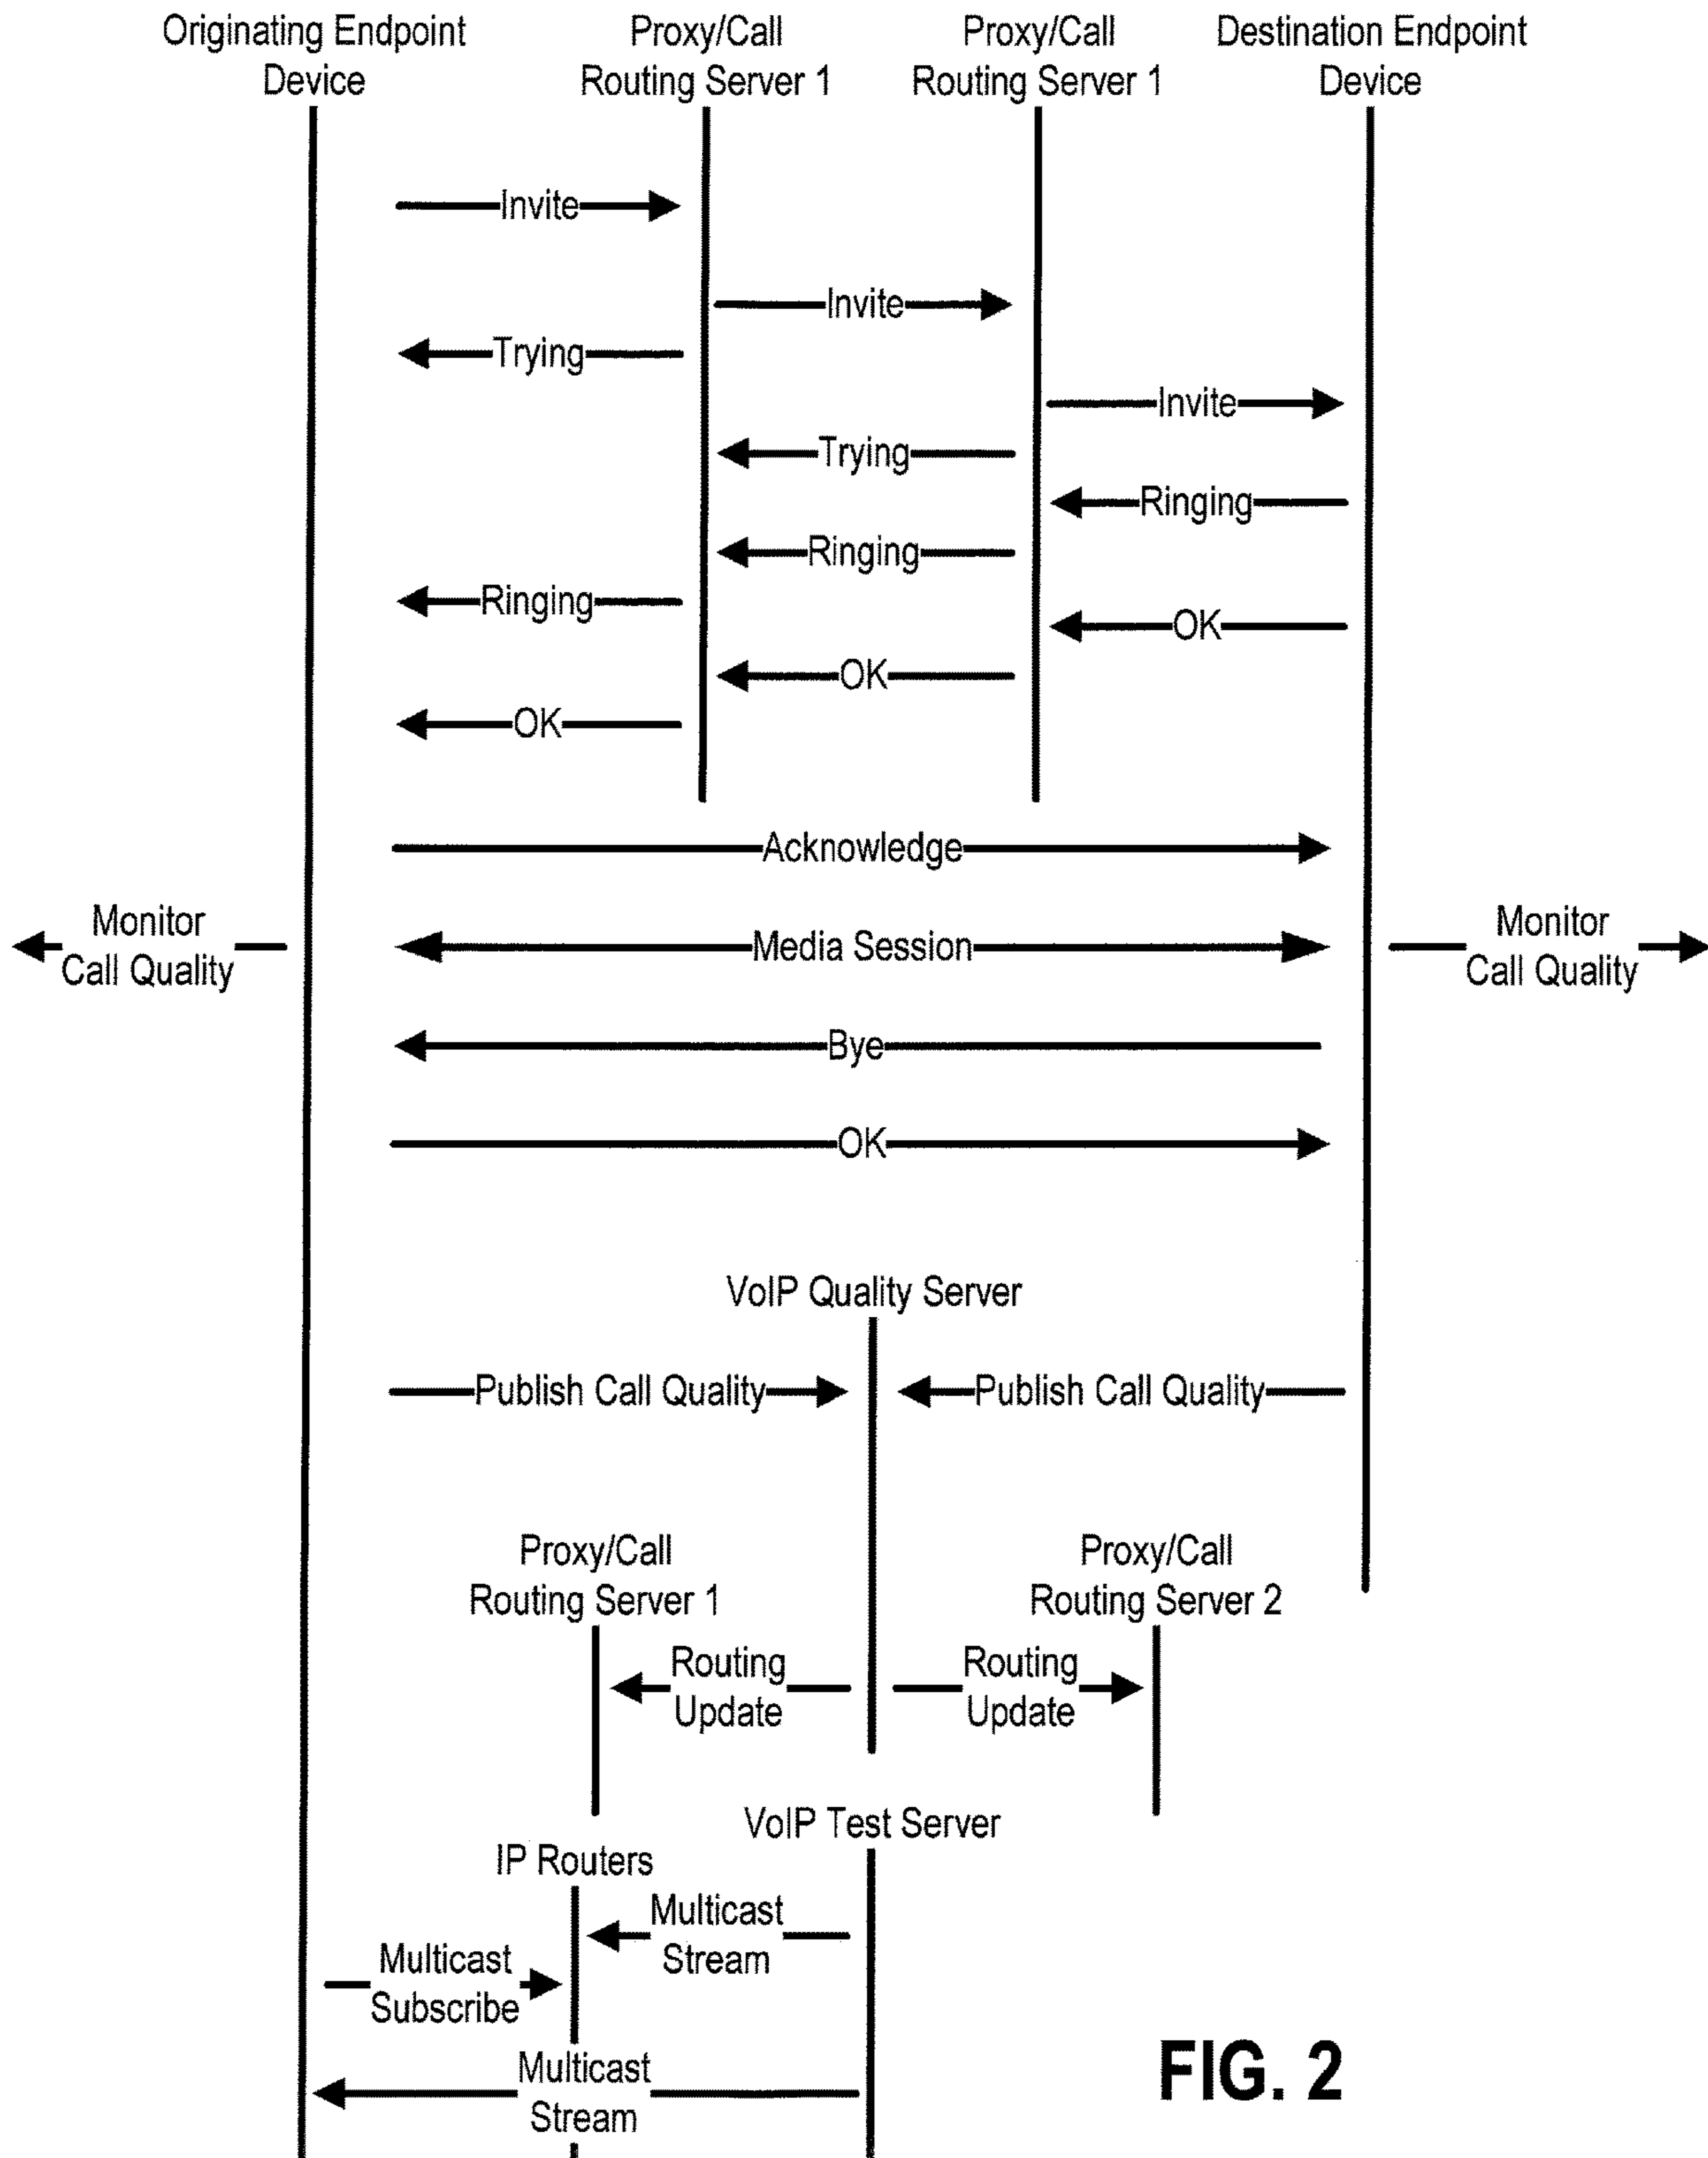 Originating Endpoint
Device
Proxy/Call
Routing Server 1
Proxy/Call
Routing Server 1
Destination Endpoint
Device
Invite
Invite
Trying
Invite
Trying
Ringing
Ringing
Ringing
OK
OK
OK
Acknowledge
Monitor
Call Quality
Media Session
Monitor
Call Quality
Bye
OK
VoIP Quality Server
Publish Call Quality
Publish Call Quality
Proxy/Call
Routing Server 1
Proxy/Call
Routing Server 2
Routing
Update
Routing
Update
VoIP Test Server
IP Routers
Multicast
Stream
Multicast
Subscribe
Multicast
Stream
FIG. 2